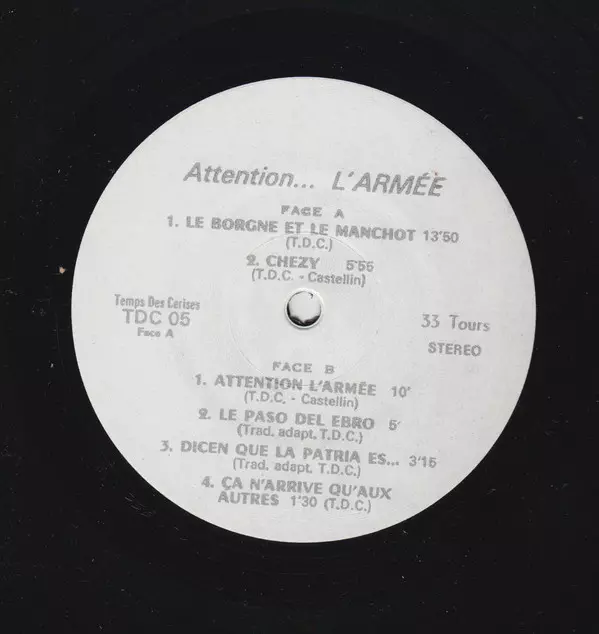 Attention... L'ARMÉE
FACE A
1. LE BORGNE ET LE MANCHOT 13'50
(T.D.C.)
2. CHEZY 5'55
(T.D.C. - Castellin)
Temps Des Cerises
TDC 05
Face A
33 Tours
STEREO
FACE B
1. ATTENTION L'ARMÉE 10'
(T.D.C. - Castellin)
2. LE PASO DEL EBRO 5'
(Trad. adapt. T.D.C.)
3. DICEN QUE LA PATRIA ES... 3'15
(Trad. adapt. T.D.C.)
4. ÇA N'ARRIVE QU'AUX
AUTRES 1'30 (T.D.C.)